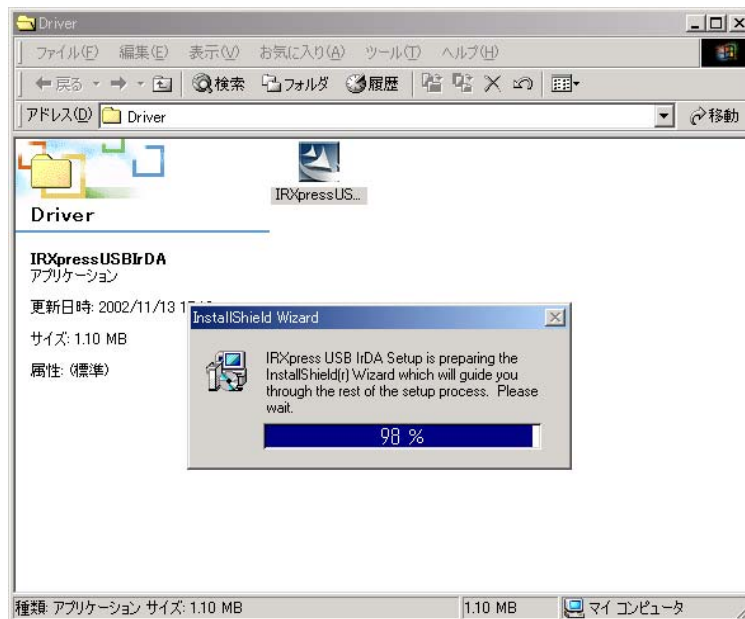 Driver
ファイル(F) 編集(E) 表示(V) お気に入り(A) ツール(T) ヘルプ(H)
戻る 検索 フォルダ 履歴
アドレス(D) Driver 移動
Driver
IRXpressUS...
IRXpressUSBIrDA
アプリケーション
更新日時: 2002/11/13
サイズ: 1.10 MB
属性: (標準)
InstallShield Wizard
IRXpress USB IrDA Setup is preparing the
InstallShield(r) Wizard which will guide you
through the rest of the setup process. Please
wait.
98 %
種類: アプリケーション サイズ: 1.10 MB 1.10 MB マイ コンピュータ